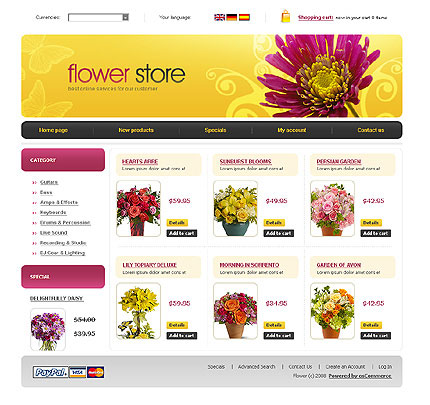 Currencies:
Your language:
Shopping cart: now in your cart 0 items
flower store
best online services for our customer
Home page
New products
Specials
My account
Contact us
CATEGORY
Guitars
Bass
Amps & Effects
Keyboards
Drums & Percussion
Live Sound
Recording & Studio
DJ Gear & Lighting
SPECIAL
DELIGHTFULLY DAISY
$54.00
$39.95
HEARTS AFIRE
Lorem ipsum dolor amet cons et
$59.95
Details
Add to cart
SUNBURST BLOOMS
Lorem ipsum dolor amet cons et
$49.95
Details
Add to cart
PERSIAN GARDEN
Lorem ipsum dolor amet cons et
$42.95
Details
Add to cart
LILY TOPIARY DELUXE
Lorem ipsum dolor amet cons et
$59.95
Details
Add to cart
MORNING IN SORRENTO
Lorem ipsum dolor amet cons et
$34.95
Details
Add to cart
GARDEN OF AVON
Lorem ipsum dolor amet cons et
$42.95
Details
Add to cart
PayPal VISA
Specials | Advanced Search | Contact Us | Create an Account | Log In
Flower (c) 2008 Powered by osCommerce